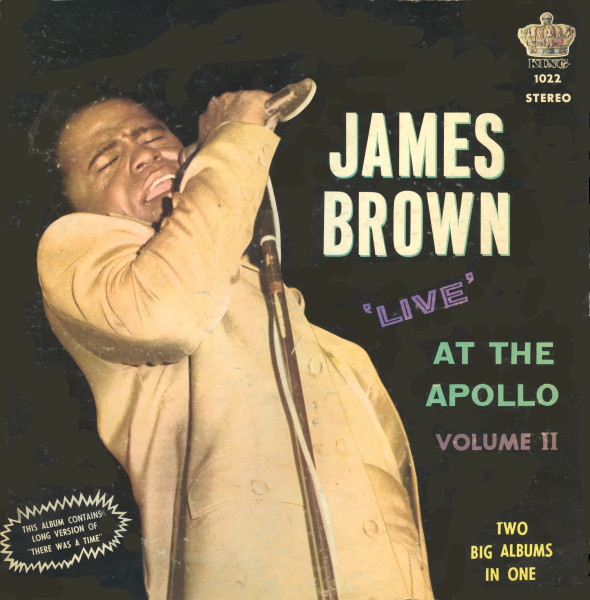 KING
1022
STEREO
JAMES
BROWN
'LIVE'
AT THE
APOLLO
VOLUME II
THIS ALBUM CONTAINS
LONG VERSION OF
"THERE WAS A TIME"
TWO
BIG ALBUMS
IN ONE